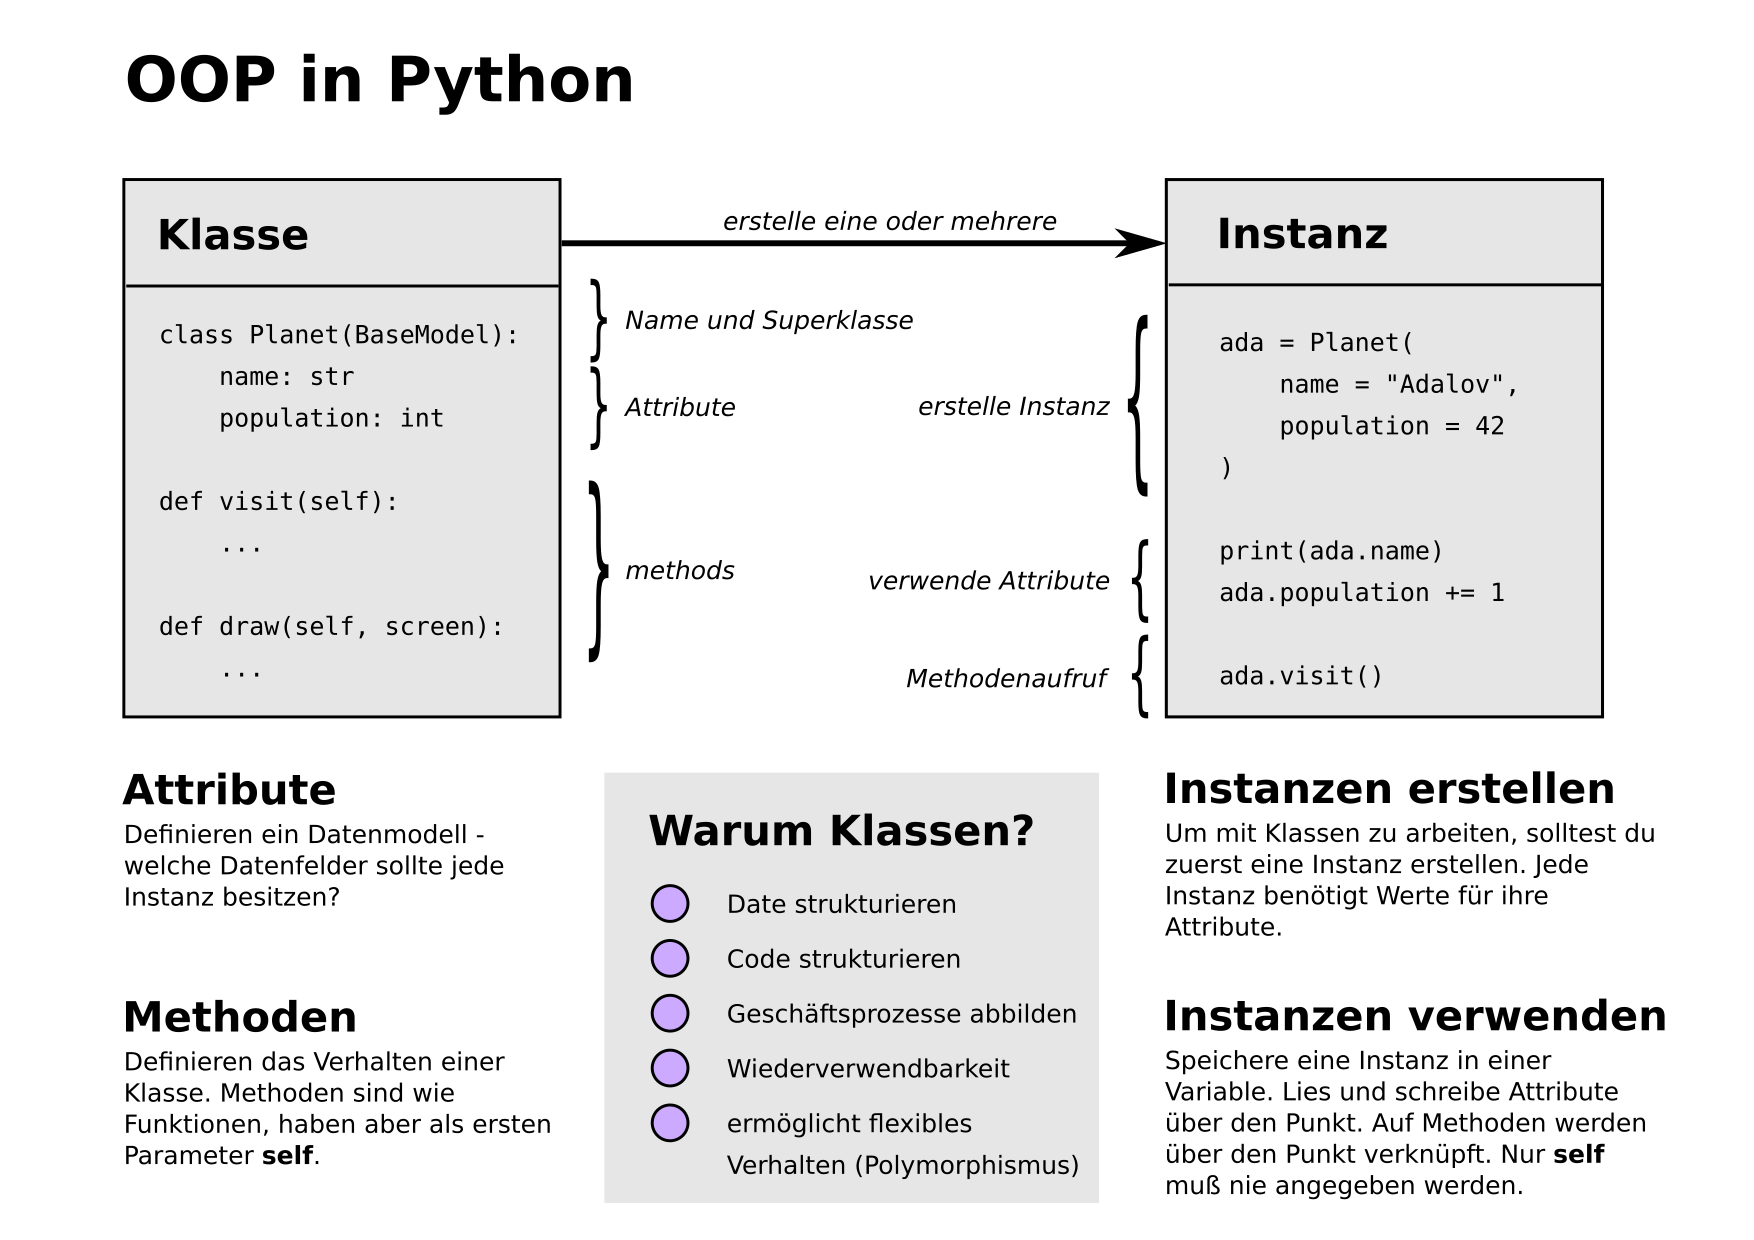 OOP in Python
Klasse
class Planet(BaseModel):
    name: str
    population: int
def visit(self):
    ...
def draw(self, screen):
    ...
erstelle eine oder mehrere
Name und Superklasse
Attribute
methods
erstelle Instanz
verwende Attribute
Methodenaufruf
Instanz
ada = Planet(
    name = "Adalov",
    population = 42
)
print(ada.name)
ada.population += 1
ada.visit()
Attribute
Definieren ein Datenmodell -
welche Datenfelder sollte jede
Instanz besitzen?
Methoden
Definieren das Verhalten einer
Klasse. Methoden sind wie
Funktionen, haben aber als ersten
Parameter self.
Warum Klassen?
Date strukturieren
Code strukturieren
Geschäftsprozesse abbilden
Wiederverwendbarkeit
ermöglicht flexibles
Verhalten (Polymorphismus)
Instanzen erstellen
Um mit Klassen zu arbeiten, solltest du
zuerst eine Instanz erstellen. Jede
Instanz benötigt Werte für ihre
Attribute.
Instanzen verwenden
Speichere eine Instanz in einer
Variable. Lies und schreibe Attribute
über den Punkt. Auf Methoden werden
über den Punkt verknüpft. Nur self
muß nie angegeben werden.